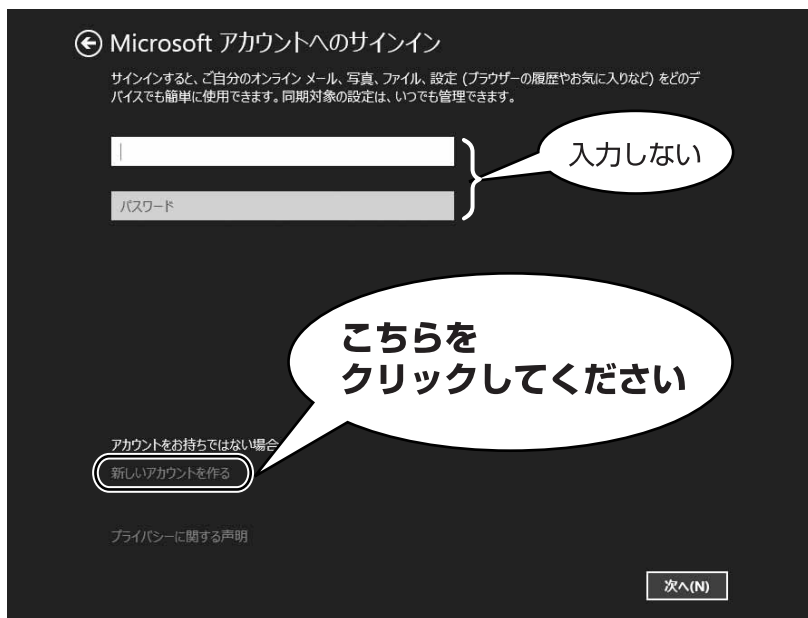 Microsoft アカウントへのサインイン
サインインすると、ご自分のオンライン メール、写真、ファイル、設定 (ブラウザーの履歴やお気に入りなど) をどのデ
バイスでも簡単に使用できます。同期対象の設定は、いつでも管理できます。
入力しない
パスワード
こちらを
クリックしてください
アカウントをお持ちではない場合
新しいアカウントを作る
プライバシーに関する声明
次へ(N)